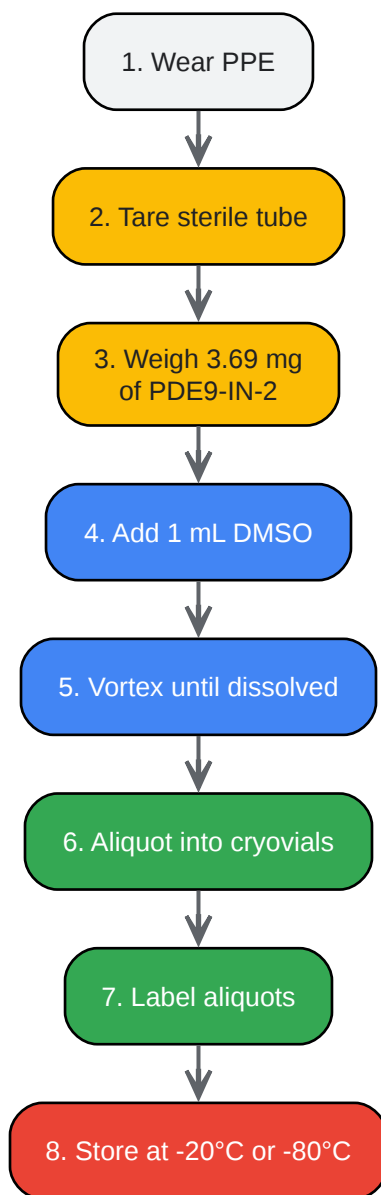 1. Wear PPE
2. Tare sterile tube
3. Weigh 3.69 mg
of PDE9-IN-2
4. Add 1 mL DMSO
5. Vortex until dissolved
6. Aliquot into cryovials
7. Label aliquots
8. Store at -20°C or -80°C